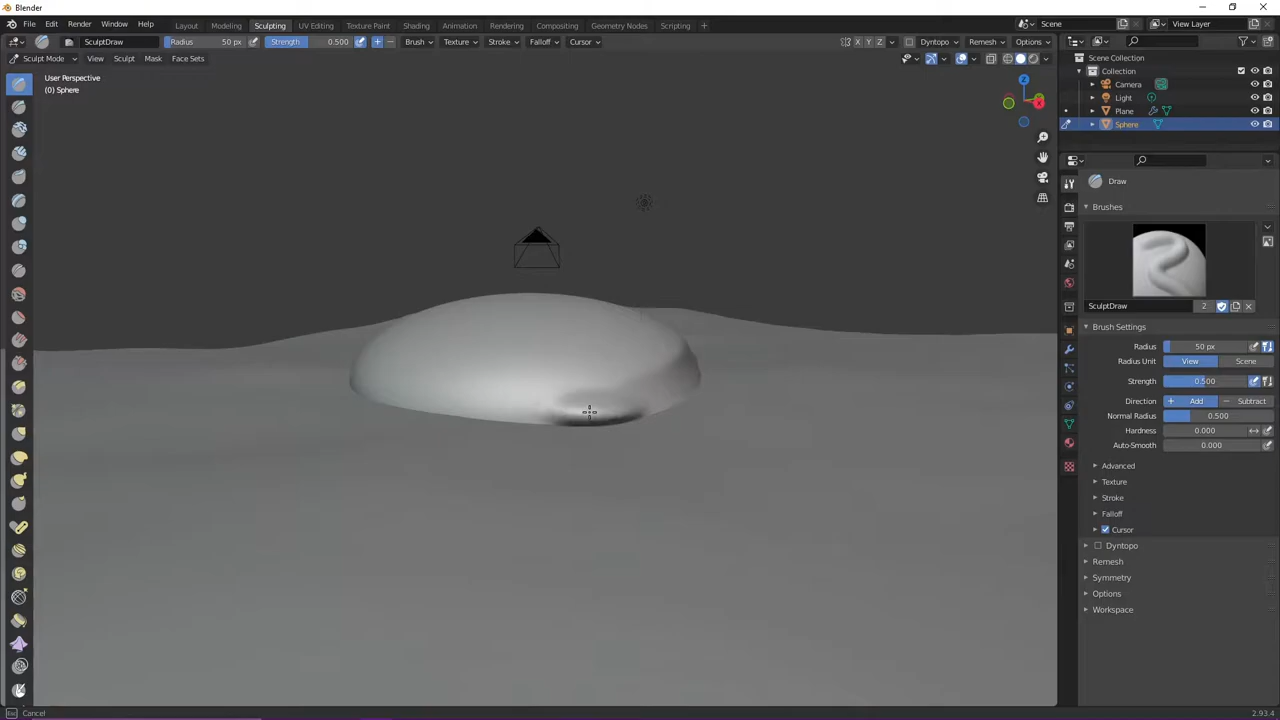 Blender
File Edit Render Window Help Layout Modeling Sculpting UV Editing Texture Paint Shading Animation Rendering Compositing Geometry Nodes Scripting + Scene View Layer
SculptDraw Radius 50 px Strength 0.500 + − Brush Texture Stroke Falloff Cursor X Y Z Dyntopo Remesh Options
Sculpt Mode View Sculpt Mask Face Sets
Scene Collection
Collection
Camera
Light
Plane
Sphere
User Perspective
(0) Sphere
Z
X
Draw
Brushes
SculptDraw 2
Brush Settings
Radius 50 px
Radius Unit View Scene
Strength 0.500
Direction + Add − Subtract
Normal Radius 0.500
Hardness 0.000
Auto-Smooth 0.000
Advanced
Texture
Stroke
Falloff
Cursor
Dyntopo
Remesh
Symmetry
Options
Workspace
Esc Cancel 2.93.4